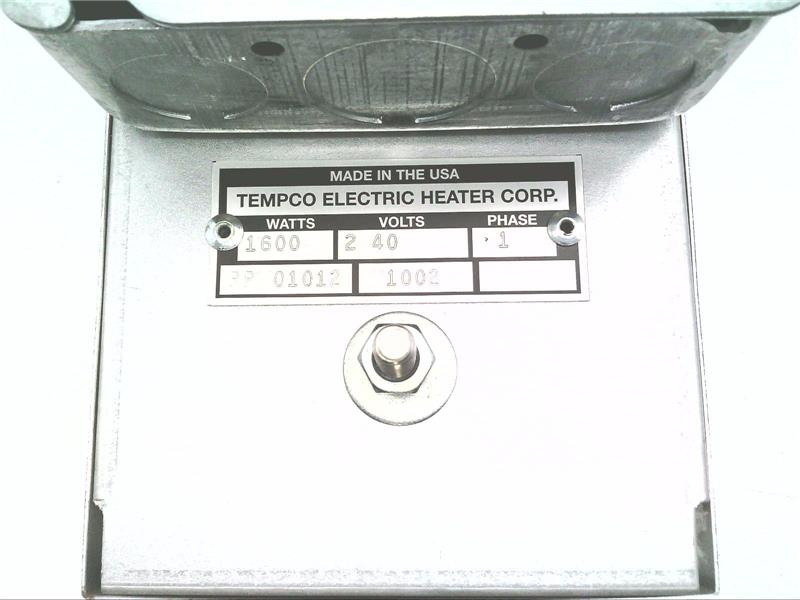 MADE IN THE USA
TEMPCO ELECTRIC HEATER CORP.
WATTS VOLTS PHASE
1600 2 40 1
01012 1002